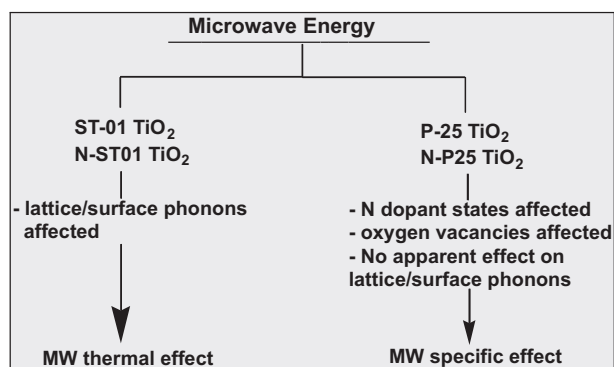 Microwave Energy
ST-01 TiO₂
N-ST01 TiO₂
- lattice/surface phonons
affected
MW thermal effect
P-25 TiO₂
N-P25 TiO₂
- N dopant states affected
- oxygen vacancies affected
- No apparent effect on
lattice/surface phonons
MW specific effect